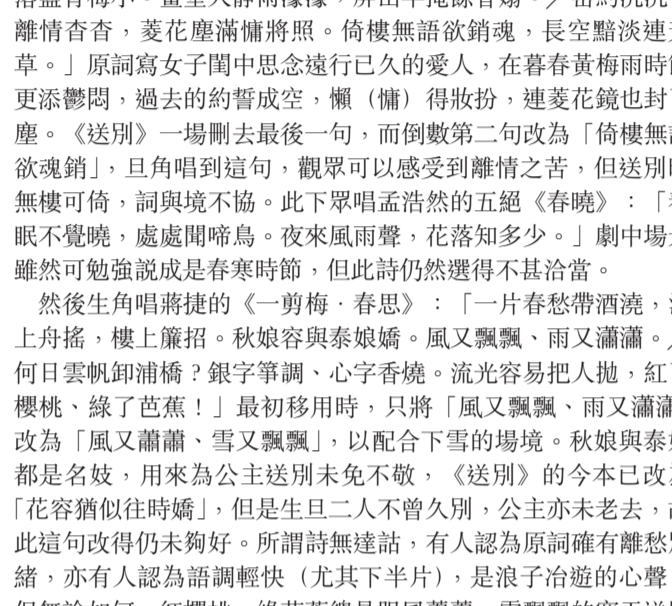 離情杳杳，菱花塵滿慵將照。倚樓無語欲銷魂，長空黯淡連
草。」原詞寫女子閨中思念遠行已久的愛人，在暮春黃梅雨時
更添鬱悶，過去的約誓成空，懶（慵）得妝扮，連菱花鏡也封
塵。《送別》一場刪去最後一句，而倒數第二句改為「倚樓無
欲魂銷」，旦角唱到這句，觀眾可以感受到離情之苦，但送別
無樓可倚，詞與境不協。此下眾唱孟浩然的五絕《春曉》：「
眠不覺曉，處處聞啼鳥。夜來風雨聲，花落知多少。」劇中場
雖然可勉強説成是春寒時節，但此詩仍然選得不甚洽當。
然後生角唱蔣捷的《一剪梅．春思》：「一片春愁帶酒澆，
上舟搖，樓上簾招。秋娘容與泰娘嬌。風又飄飄、雨又瀟瀟。／
何日雲帆卸浦橋？銀字箏調、心字香燒。流光容易把人拋，紅
櫻桃、綠了芭蕉！」最初移用時，只將「風又飄飄、雨又瀟瀟
改為「風又蕭蕭、雪又飄飄」，以配合下雪的場境。秋娘與泰
都是名妓，用來為公主送別未免不敬，《送別》的今本已改
「花容猶似往時嬌」，但是生旦二人不曾久別，公主亦未老去，
此這句改得仍未夠好。所謂詩無達詁，有人認為原詞確有離愁
緒，亦有人認為語調輕快（尤其下半片），是浪子冶遊的心聲